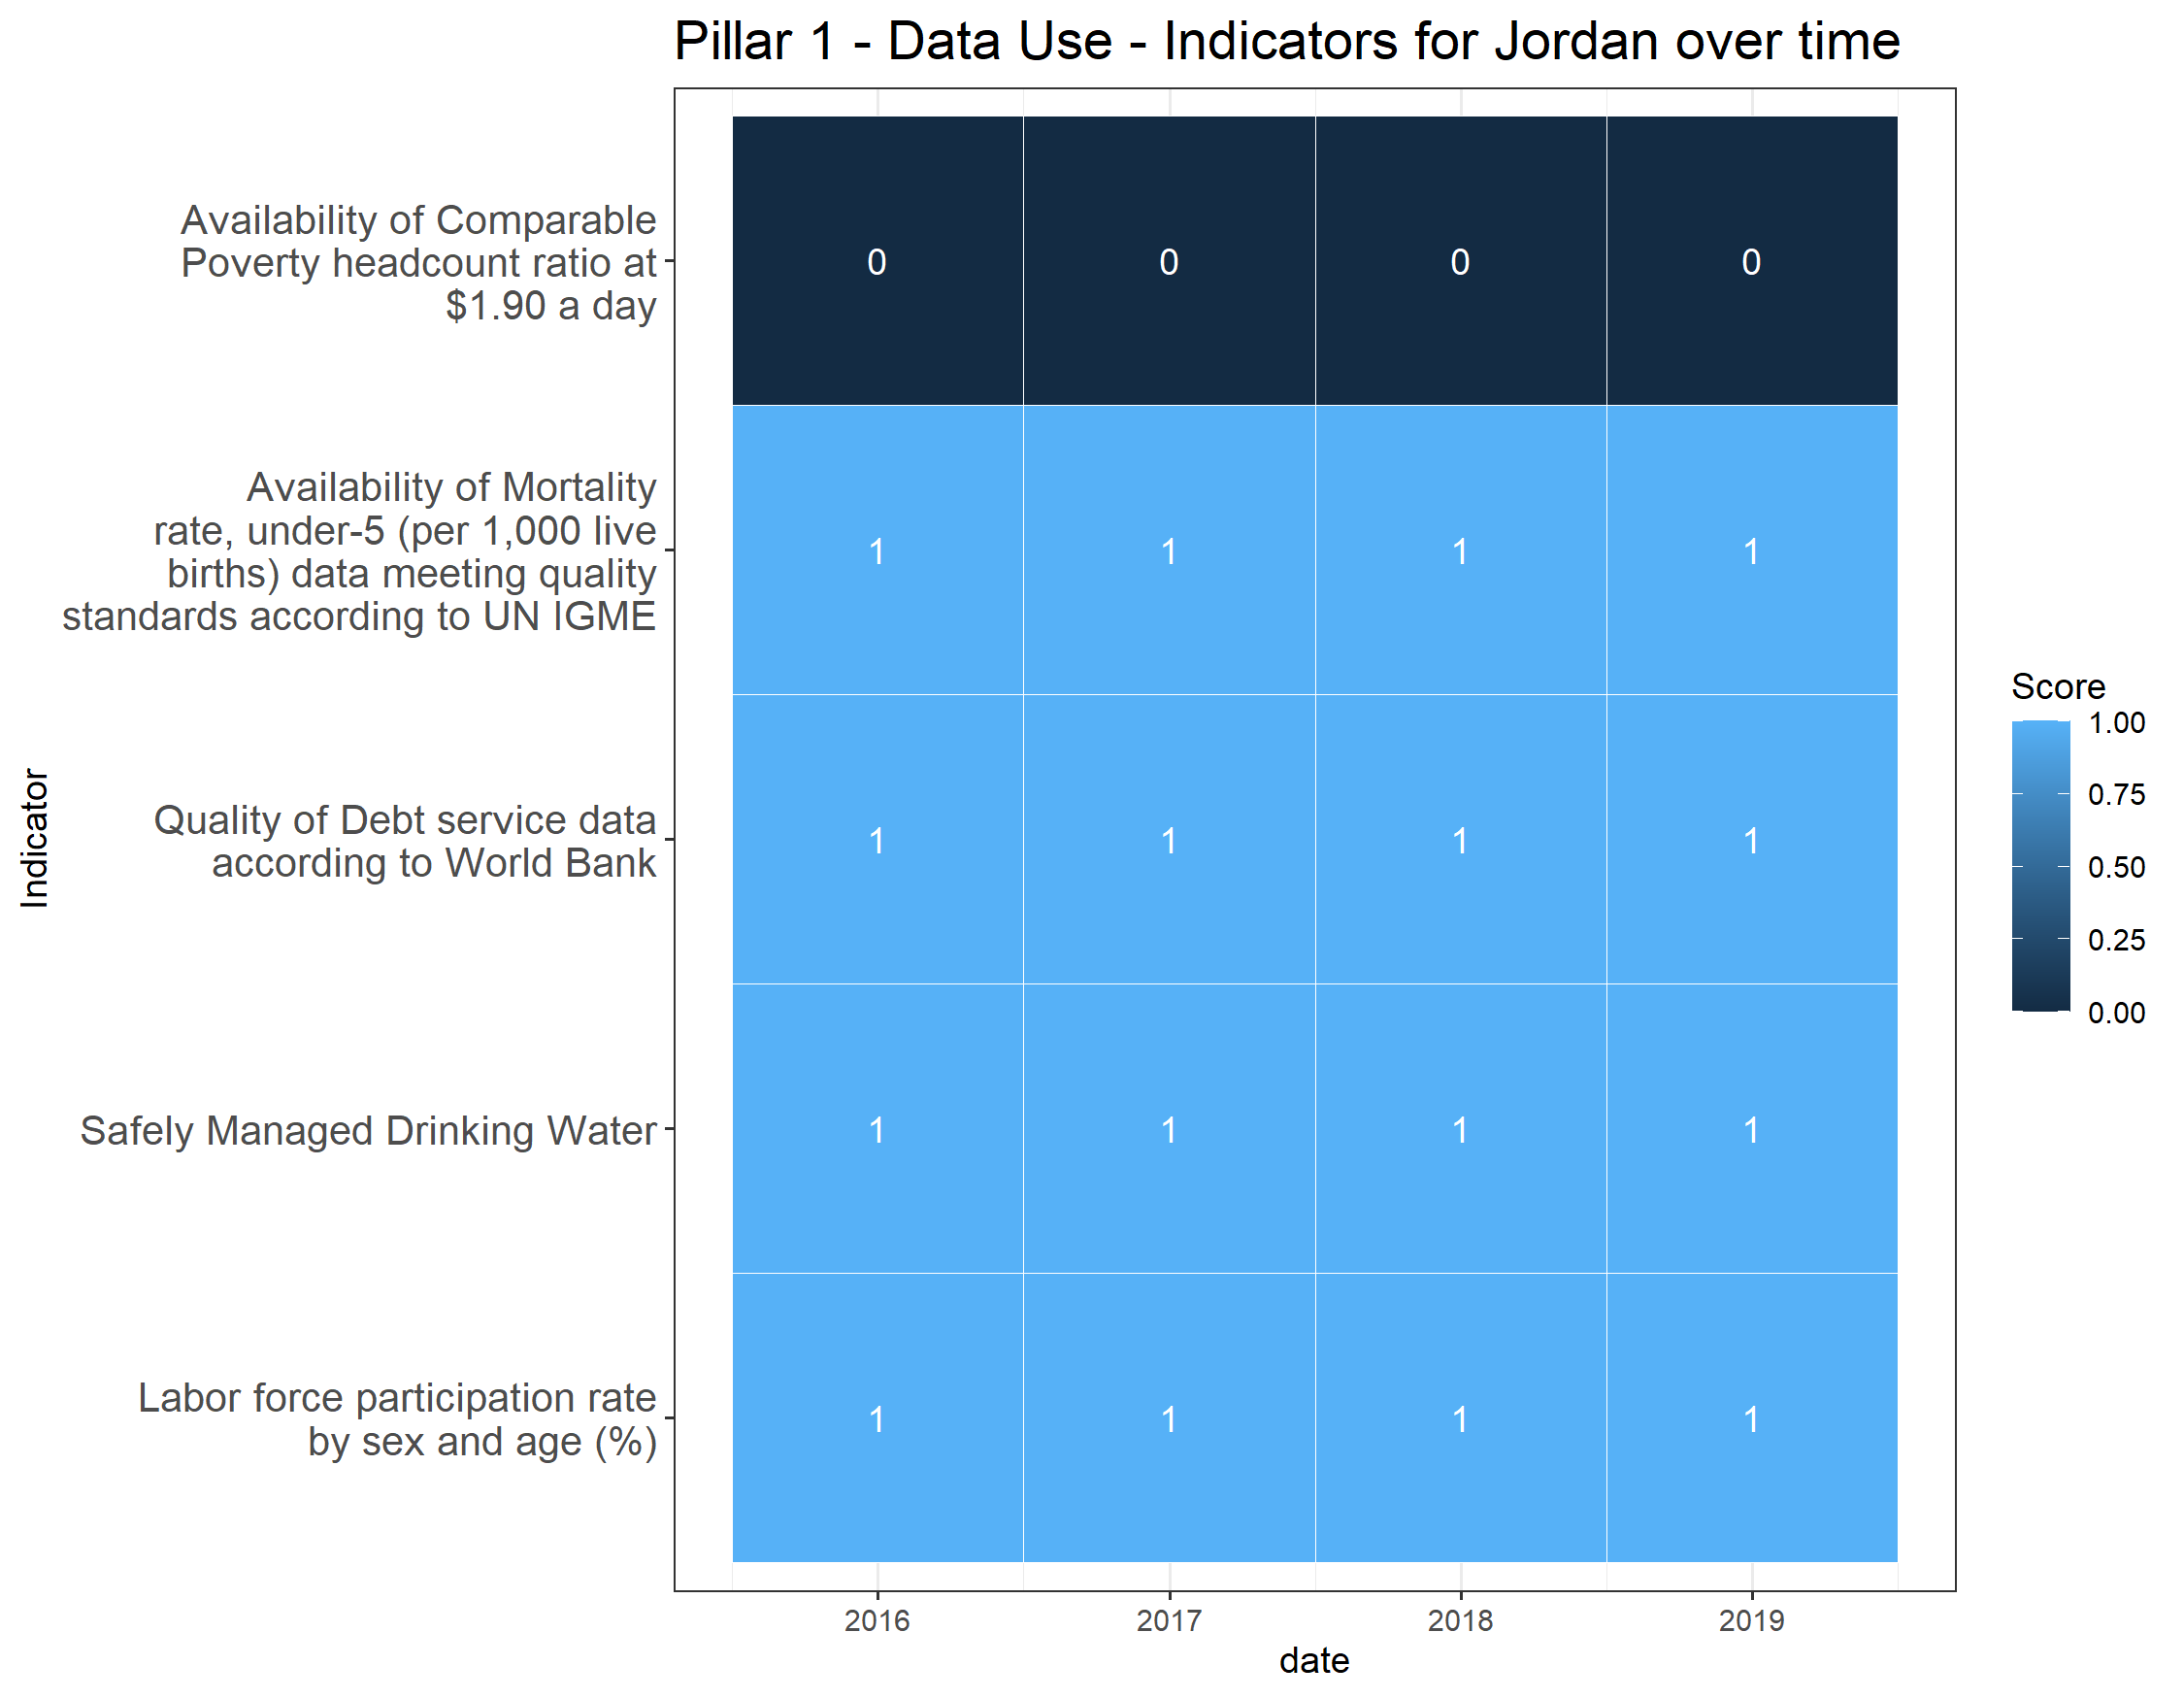 Pillar 1 - Data Use - Indicators for Jordan over time
Indicator
Availability of Comparable
Poverty headcount ratio at
$1.90 a day
0 0 0 0
Availability of Mortality
rate, under-5 (per 1,000 live
births) data meeting quality
standards according to UN IGME
1 1 1 1
Quality of Debt service data
according to World Bank
1 1 1 1
Safely Managed Drinking Water
1 1 1 1
Labor force participation rate
by sex and age (%)
1 1 1 1
2016 2017 2018 2019
date
Score
1.00
0.75
0.50
0.25
0.00